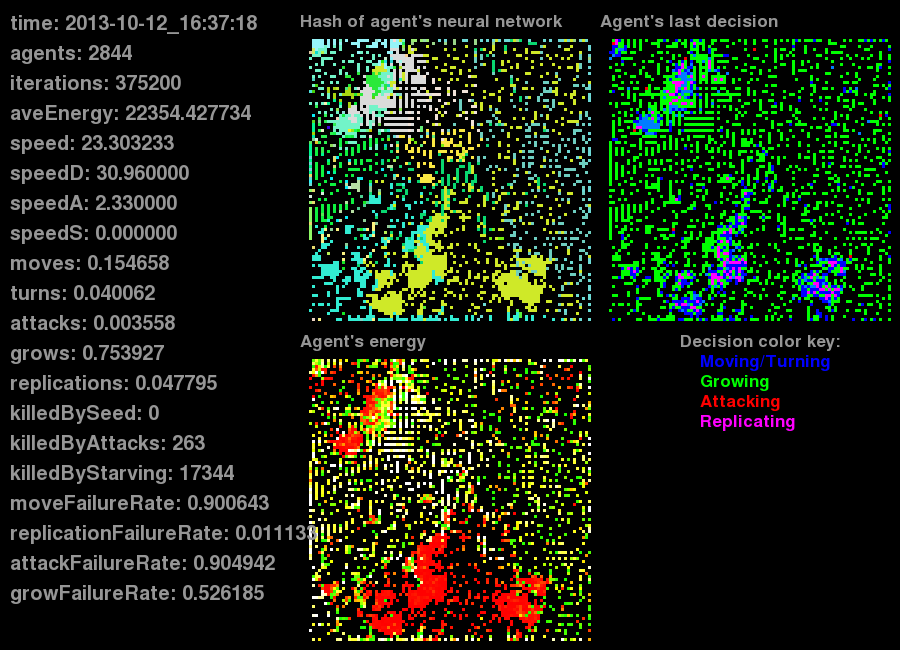 time: 2013-10-12_16:37:18
agents: 2844
iterations: 375200
aveEnergy: 22354.427734
speed: 23.303233
speedD: 30.960000
speedA: 2.330000
speedS: 0.000000
moves: 0.154658
turns: 0.040062
attacks: 0.003558
grows: 0.753927
replications: 0.047795
killedBySeed: 0
killedByAttacks: 263
killedByStarving: 17344
moveFailureRate: 0.900643
replicationFailureRate: 0.011133
attackFailureRate: 0.904942
growFailureRate: 0.526185
Hash of agent's neural network
Agent's last decision
Agent's energy
Decision color key:
Moving/Turning
Growing
Attacking
Replicating